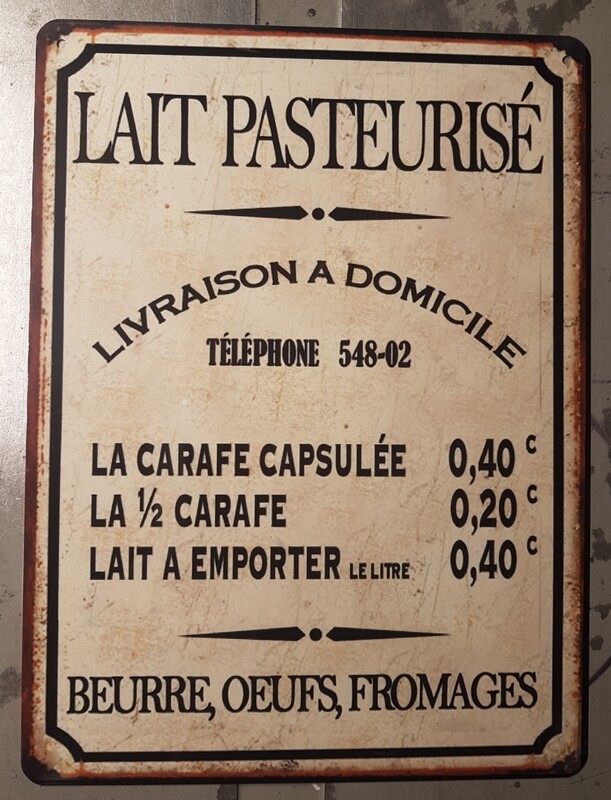 LAIT PASTEURISÉ
LIVRAISON A DOMICILE
TÉLÉPHONE 548-02
LA CARAFE CAPSULÉE 0,40 C
LA ½ CARAFE 0,20 C
LAIT A EMPORTER LE LITRE 0,40 C
BEURRE, OEUFS, FROMAGES